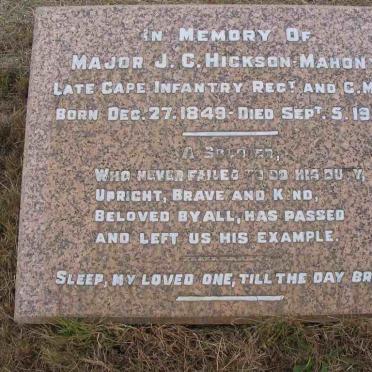 IN MEMORY OF
MAJOR J. C. HICKSON-MAHON
LATE CAPE INFANTRY REGT AND C.
BORN DEC. 27. 1849 - DIED SEPT. 5. 19
A SOLDIER,
WHO NEVER FAILED TO DO HIS DUTY,
UPRIGHT, BRAVE AND KIND,
BELOVED BY ALL, HAS PASSED
AND LEFT US HIS EXAMPLE.
SLEEP, MY LOVED ONE, TILL THE DAY BR